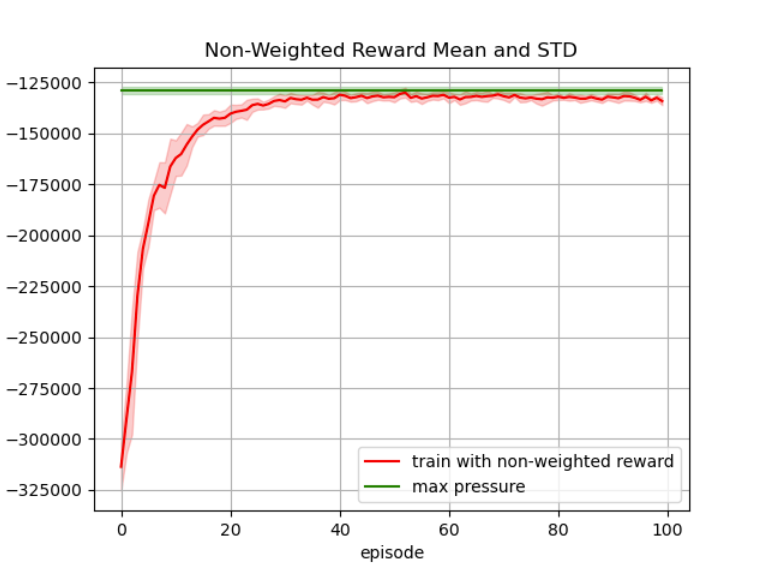 Non-Weighted Reward Mean and STD
−125000
−150000
−175000
−200000
−225000
−250000
−275000
−300000
−325000
train with non-weighted reward
max pressure
0 20 40 60 80 100
episode